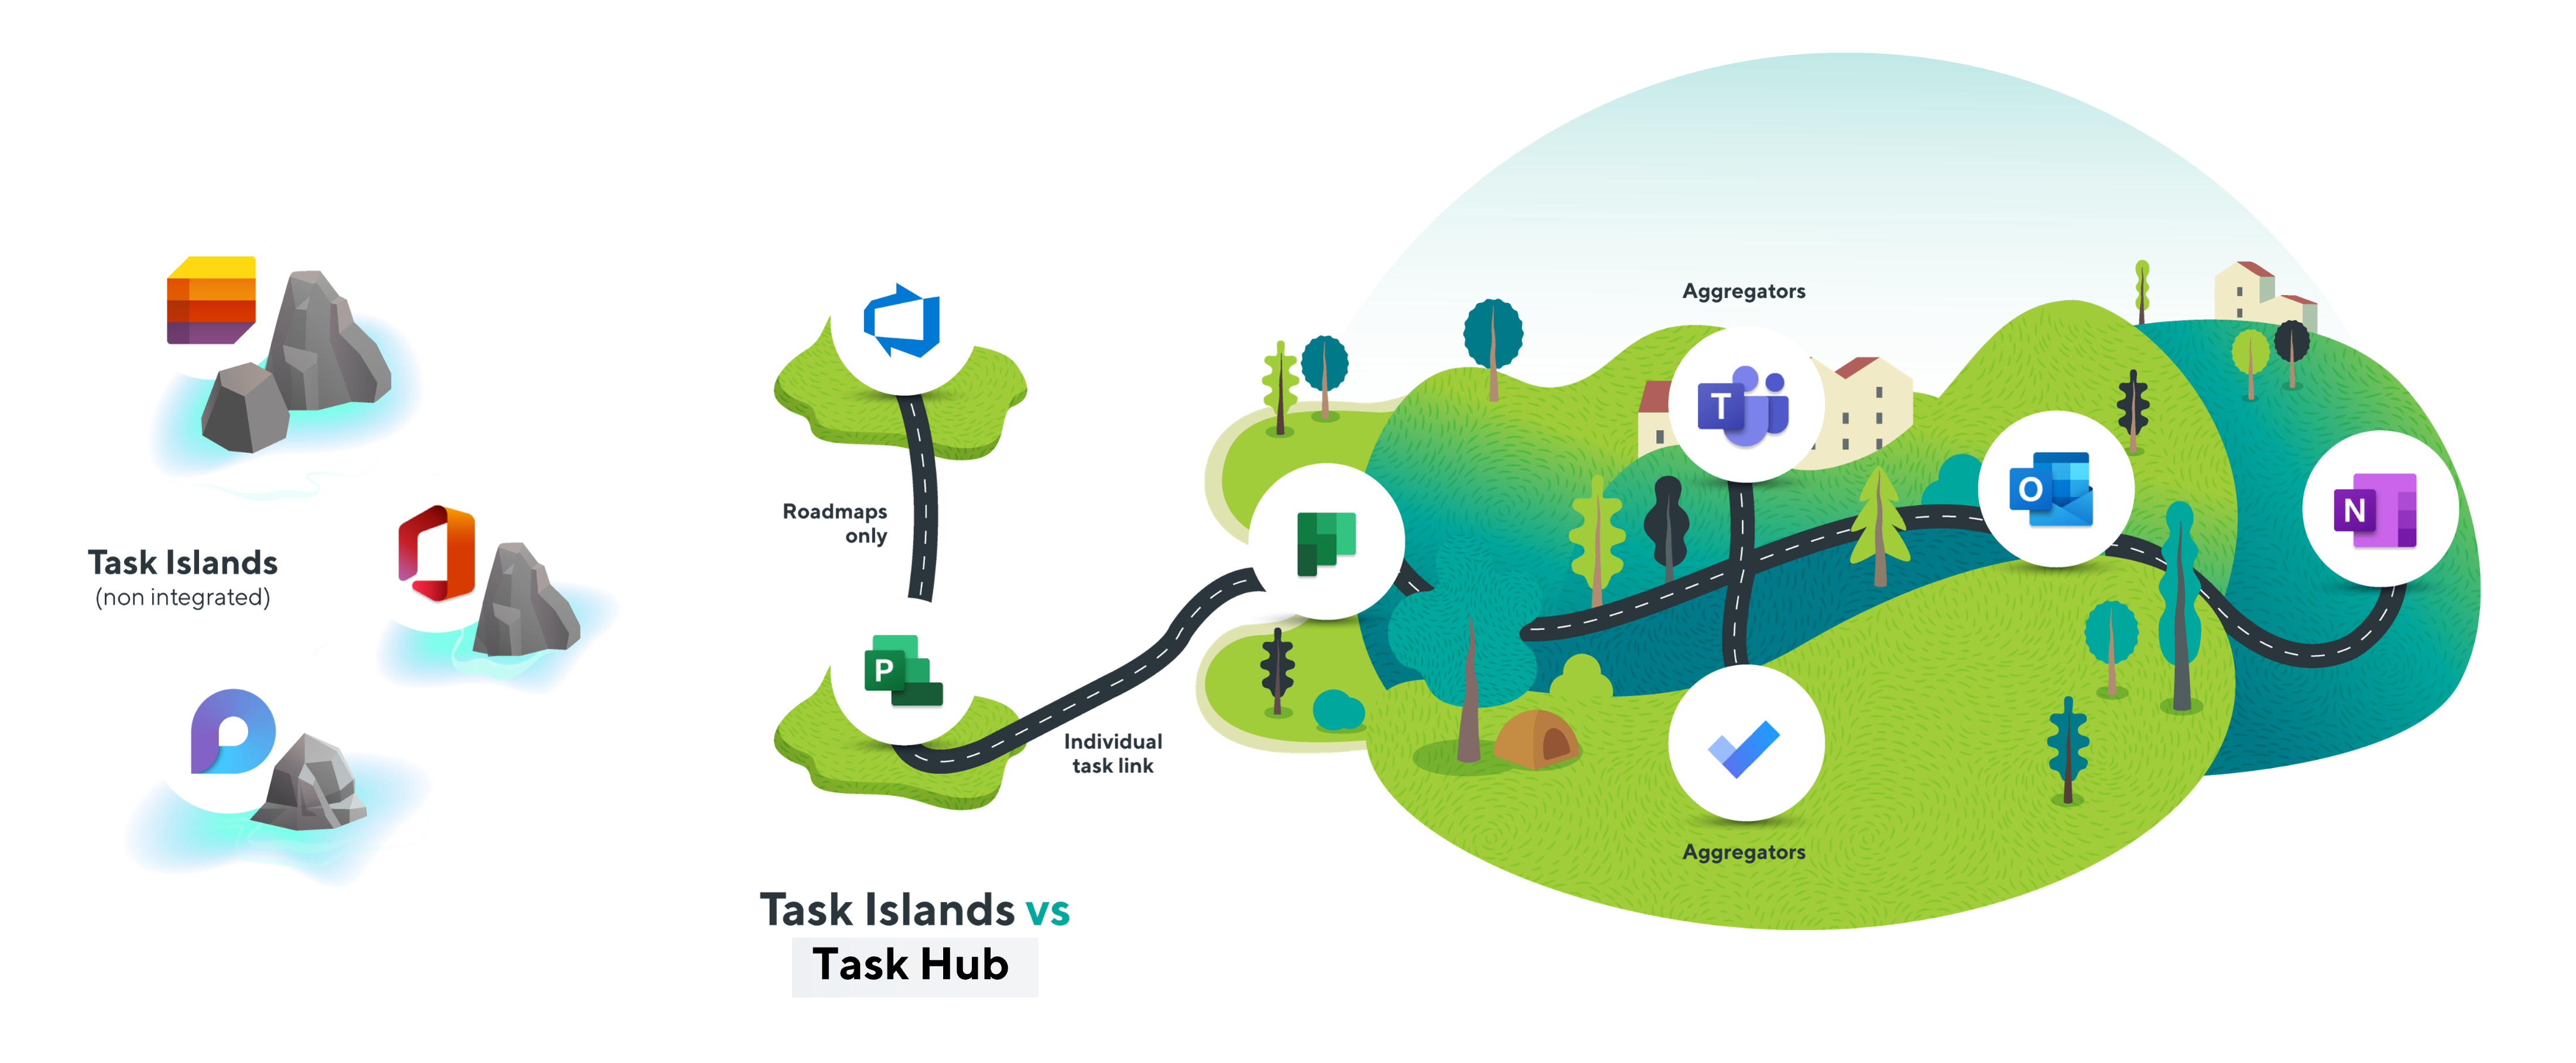 Aggregators
T
Roadmaps
only
O
N
Task Islands
(non integrated)
P
Individual
task link
Aggregators
Task Islands vs
Task Hub